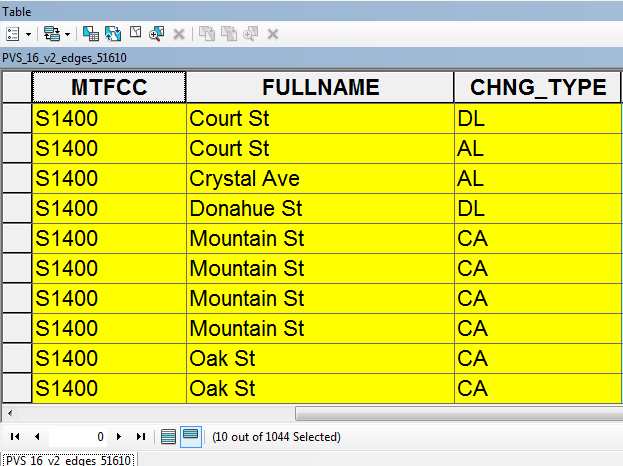 Table
PVS_16_v2_edges_51610
MTFCC FULLNAME CHNG_TYPE
S1400 Court St DL
S1400 Court St AL
S1400 Crystal Ave AL
S1400 Donahue St DL
S1400 Mountain St CA
S1400 Mountain St CA
S1400 Mountain St CA
S1400 Mountain St CA
S1400 Oak St CA
S1400 Oak St CA
0 (10 out of 1044 Selected)
PVS_16_v2_edges_51610